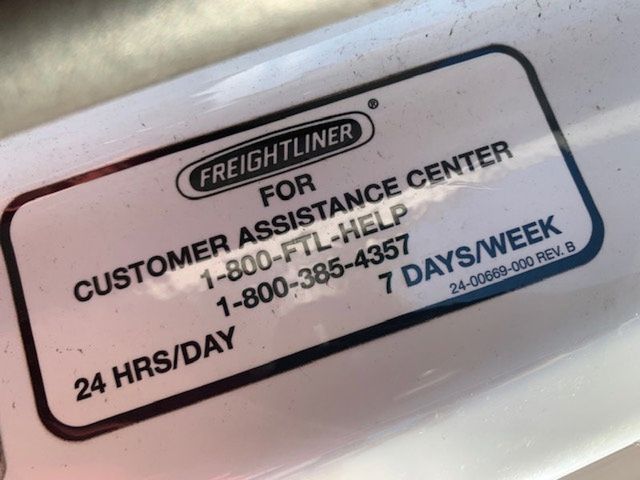 FREIGHTLINER ®
FOR
CUSTOMER ASSISTANCE CENTER
1-800-FTL-HELP
1-800-385-4357
24 HRS/DAY 7 DAYS/WEEK
24-00669-000 REV. B